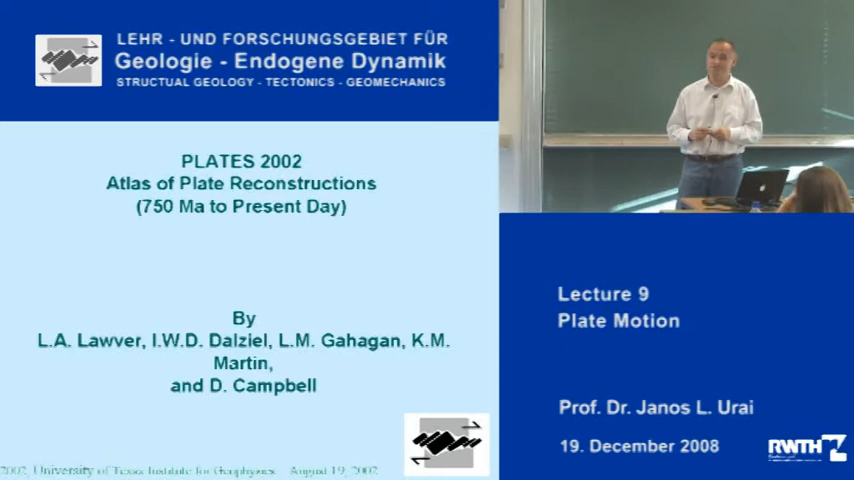 LEHR - UND FORSCHUNGSGEBIET FÜR
Geologie - Endogene Dynamik
STRUCTUAL GEOLOGY - TECTONICS - GEOMECHANICS
PLATES 2002
Atlas of Plate Reconstructions
(750 Ma to Present Day)
By
L.A. Lawver, I.W.D. Dalziel, L.M. Gahagan, K.M.
Martin,
and D. Campbell
2002, University of Texas Institute for Geophysics August 19, 2002
Lecture 9
Plate Motion
Prof. Dr. Janos L. Urai
19. December 2008
RWTH